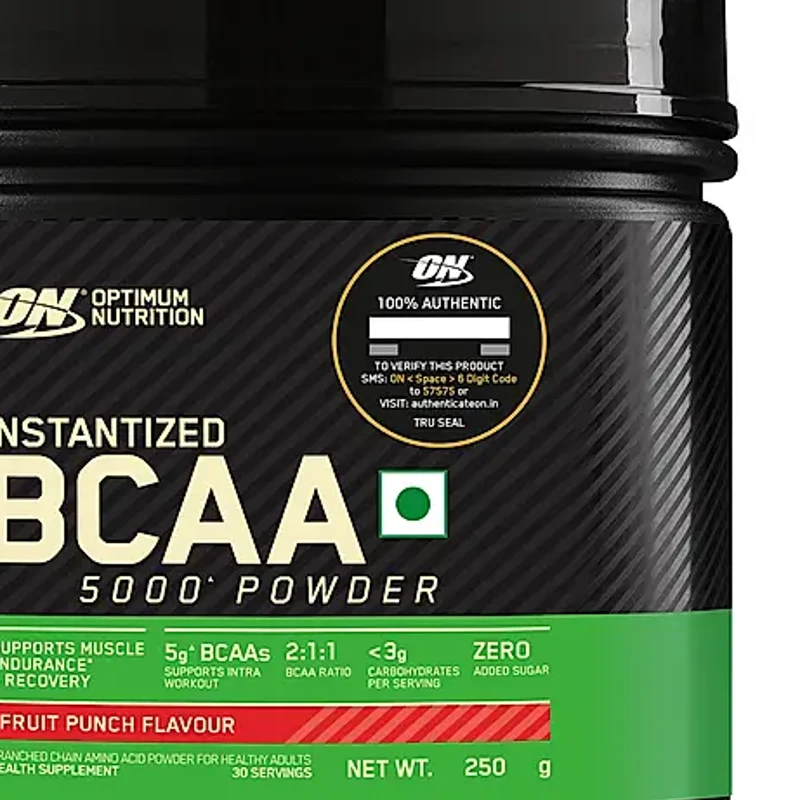 ON OPTIMUM
NUTRITION
ON
100% AUTHENTIC
TO VERIFY THIS PRODUCT
SMS: ON < Space > 6 Digit Code
to 57575 or
VISIT: authenticateon.in
TRU SEAL
NSTANTIZED
BCAA
5000 POWDER
UPPORTS MUSCLE
NDURANCE
RECOVERY
5g BCAAs
SUPPORTS INTRA
WORKOUT
2:1:1
BCAA RATIO
<3g
CARBOHYDRATES
PER SERVING
ZERO
ADDED SUGAR
FRUIT PUNCH FLAVOUR
RANCHED CHAIN AMINO ACID POWDER FOR HEALTHY ADULTS
EALTH SUPPLEMENT
30 SERVINGS
NET WT. 250 g